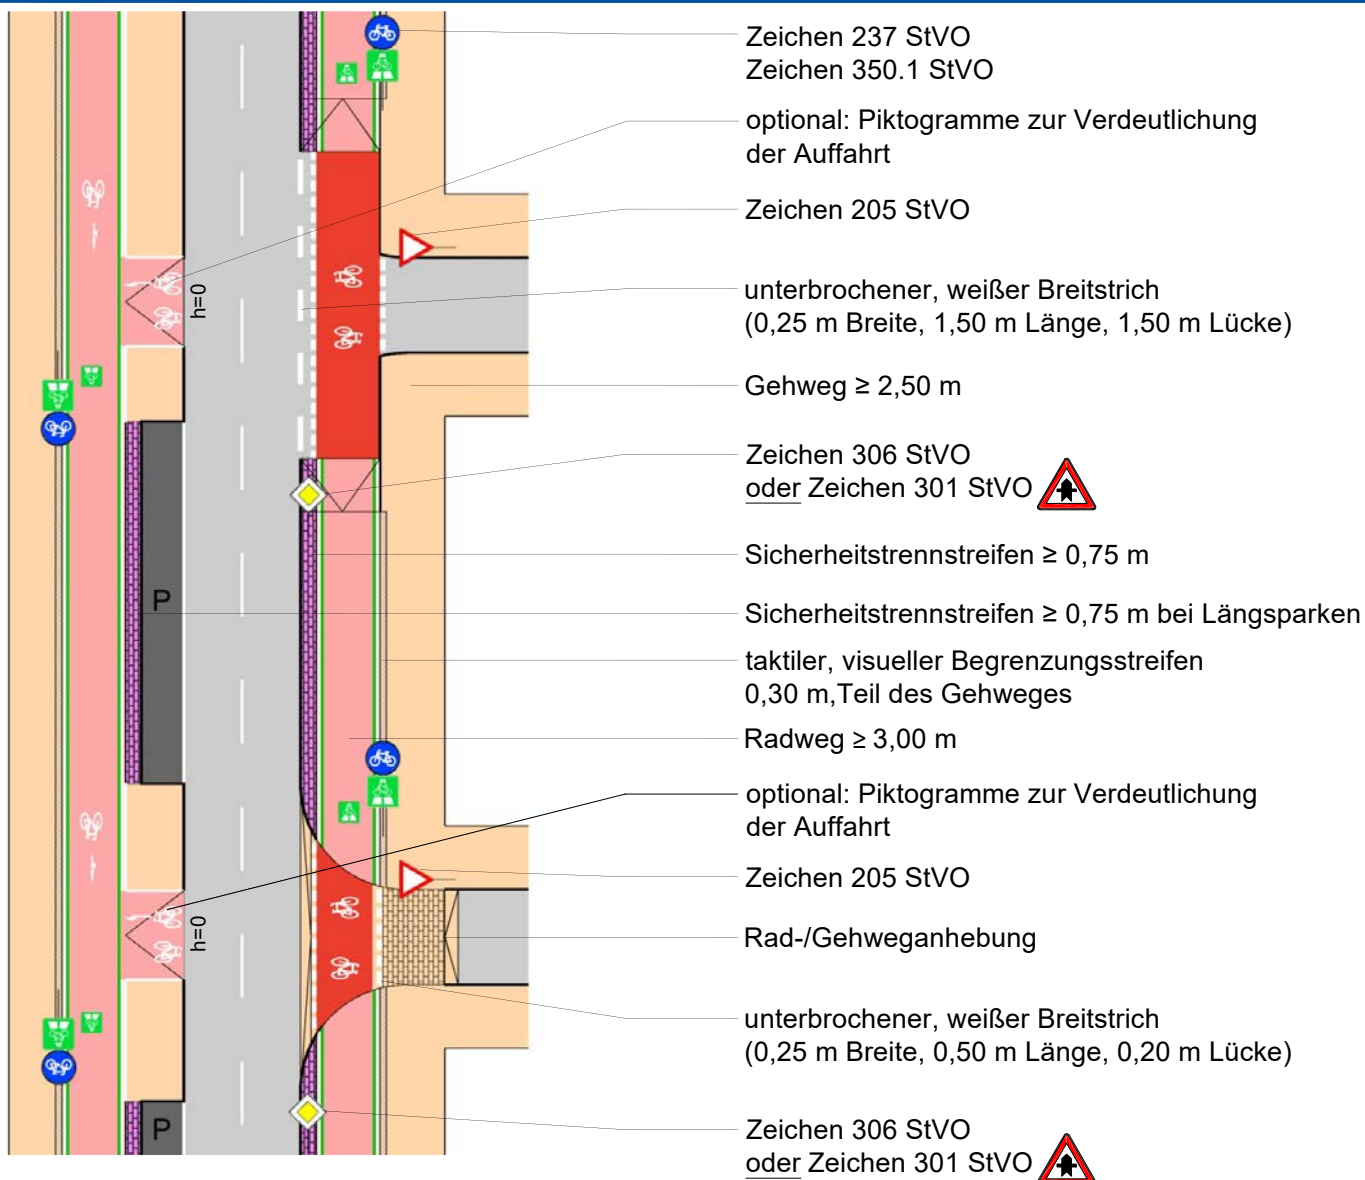 Zeichen 237 StVO
Zeichen 350.1 StVO
optional: Piktogramme zur Verdeutlichung
der Auffahrt
Zeichen 205 StVO
h=0
unterbrochener, weißer Breitstrich
(0,25 m Breite, 1,50 m Länge, 1,50 m Lücke)
Gehweg ≥ 2,50 m
Zeichen 306 StVO
oder Zeichen 301 StVO
Sicherheitstrennstreifen ≥ 0,75 m
P
Sicherheitstrennstreifen ≥ 0,75 m bei Längsparken
taktiler, visueller Begrenzungsstreifen
0,30 m,Teil des Gehweges
Radweg ≥ 3,00 m
optional: Piktogramme zur Verdeutlichung
der Auffahrt
Zeichen 205 StVO
h=0
Rad-/Gehweganhebung
unterbrochener, weißer Breitstrich
(0,25 m Breite, 0,50 m Länge, 0,20 m Lücke)
P
Zeichen 306 StVO
oder Zeichen 301 StVO